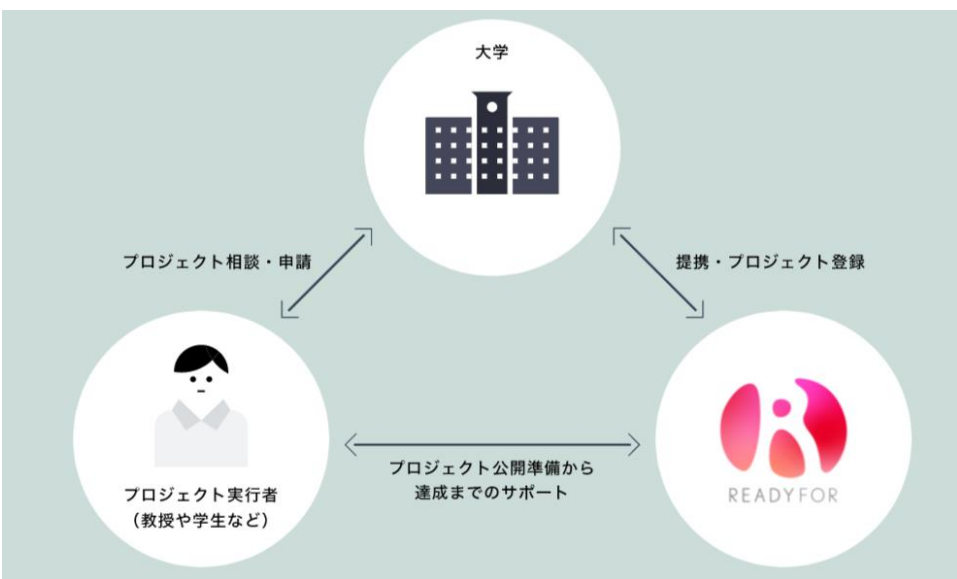 大学
プロジェクト相談・申請
提携・プロジェクト登録
プロジェクト実行者
（教授や学生など）
プロジェクト公開準備から
達成までのサポート
READYFOR